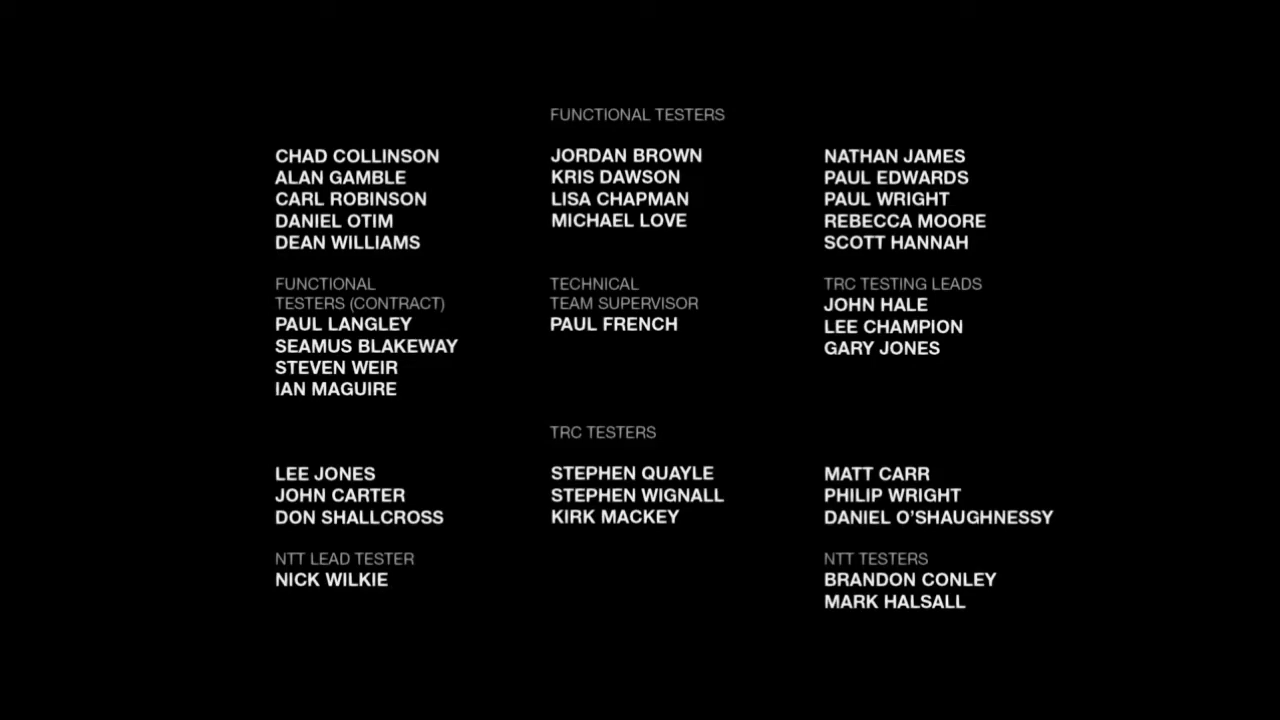 FUNCTIONAL TESTERS
CHAD COLLINSON
ALAN GAMBLE
CARL ROBINSON
DANIEL OTIM
DEAN WILLIAMS
JORDAN BROWN
KRIS DAWSON
LISA CHAPMAN
MICHAEL LOVE
NATHAN JAMES
PAUL EDWARDS
PAUL WRIGHT
REBECCA MOORE
SCOTT HANNAH
FUNCTIONAL
TESTERS (CONTRACT)
PAUL LANGLEY
SEAMUS BLAKEWAY
STEVEN WEIR
IAN MAGUIRE
TECHNICAL
TEAM SUPERVISOR
PAUL FRENCH
TRC TESTING LEADS
JOHN HALE
LEE CHAMPION
GARY JONES
TRC TESTERS
LEE JONES
JOHN CARTER
DON SHALLCROSS
STEPHEN QUAYLE
STEPHEN WIGNALL
KIRK MACKEY
MATT CARR
PHILIP WRIGHT
DANIEL O’SHAUGHNESSY
NTT LEAD TESTER
NICK WILKIE
NTT TESTERS
BRANDON CONLEY
MARK HALSALL